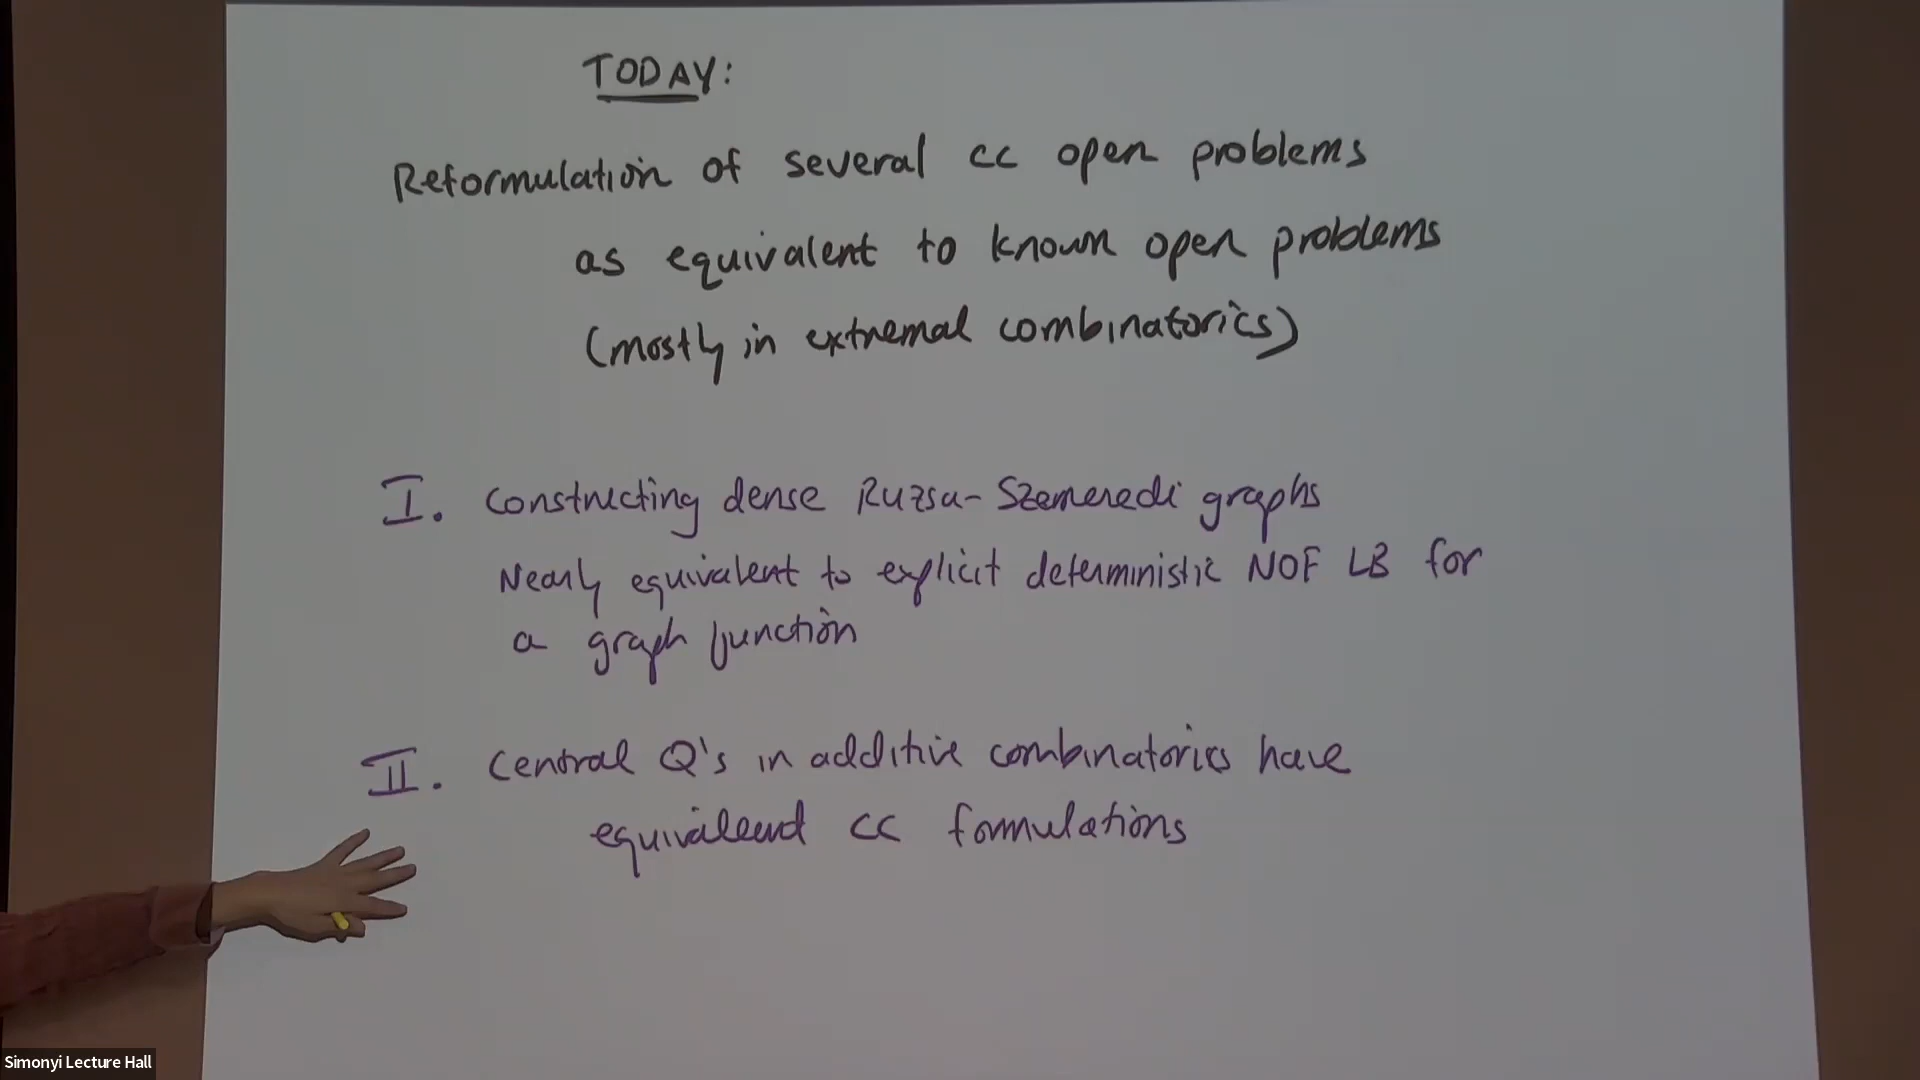 TODAY:
Reformulation of several cc open problems
as equivalent to known open problems
(mostly in extremal combinatorics)
I. Constructing dense Ruzsa-Szemeredi graphs
Nearly equivalent to explicit deterministic NOF LB for
a graph function
II. Central Q's in additive combinatorics have
equivalent cc formulations
Simonyi Lecture Hall